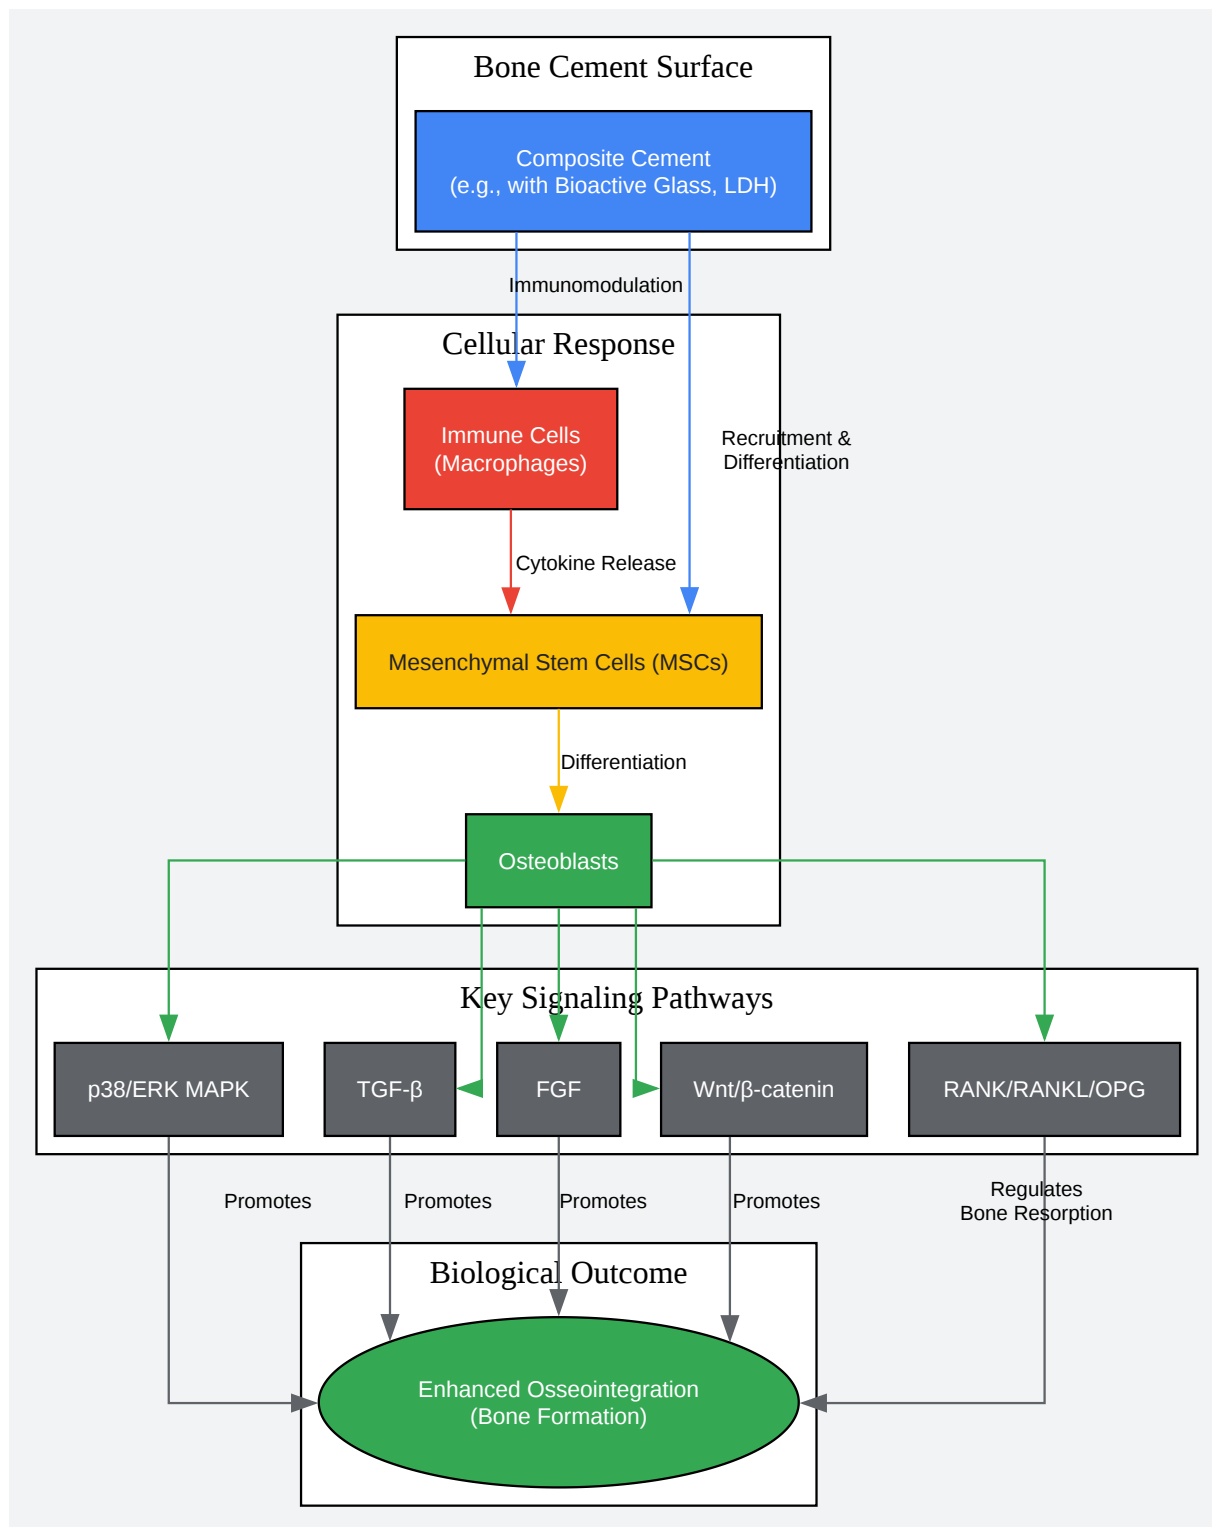 Bone Cement Surface
Composite Cement
(e.g., with Bioactive Glass, LDH)
Immunomodulation
Cellular Response
Immune Cells
(Macrophages)
Recruitment &
Differentiation
Cytokine Release
Mesenchymal Stem Cells (MSCs)
Differentiation
Osteoblasts
Key Signaling Pathways
p38/ERK MAPK
TGF-β
FGF
Wnt/β-catenin
RANK/RANKL/OPG
Promotes
Promotes
Promotes
Promotes
Regulates
Bone Resorption
Biological Outcome
Enhanced Osseointegration
(Bone Formation)